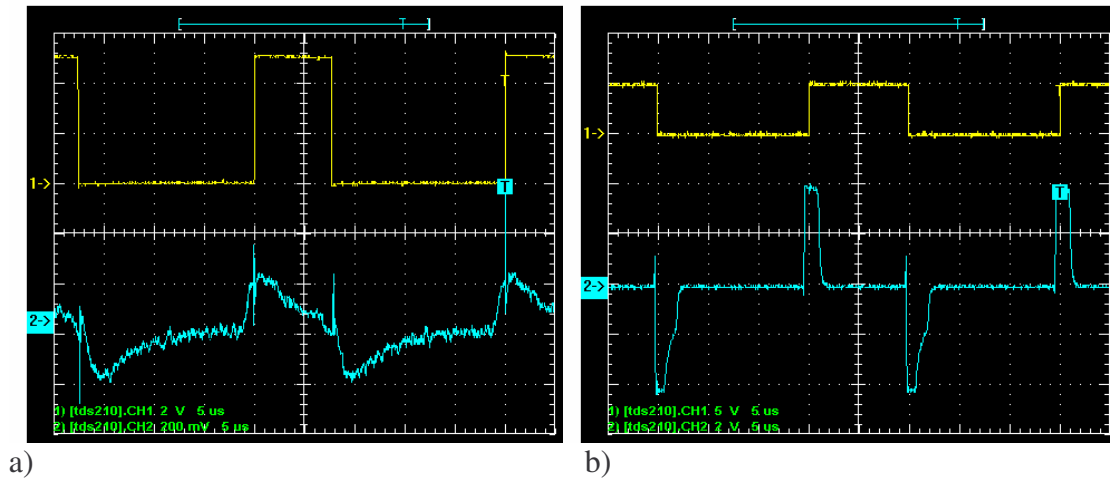 T
1->
T
T
2->
1) [tds210].CH1 2 V 5 us
2) [tds210].CH2 200 mV 5 us
a)
T
1->
T
2->
1) [tds210].CH1 5 V 5 us
2) [tds210].CH2 2 V 5 us
b)